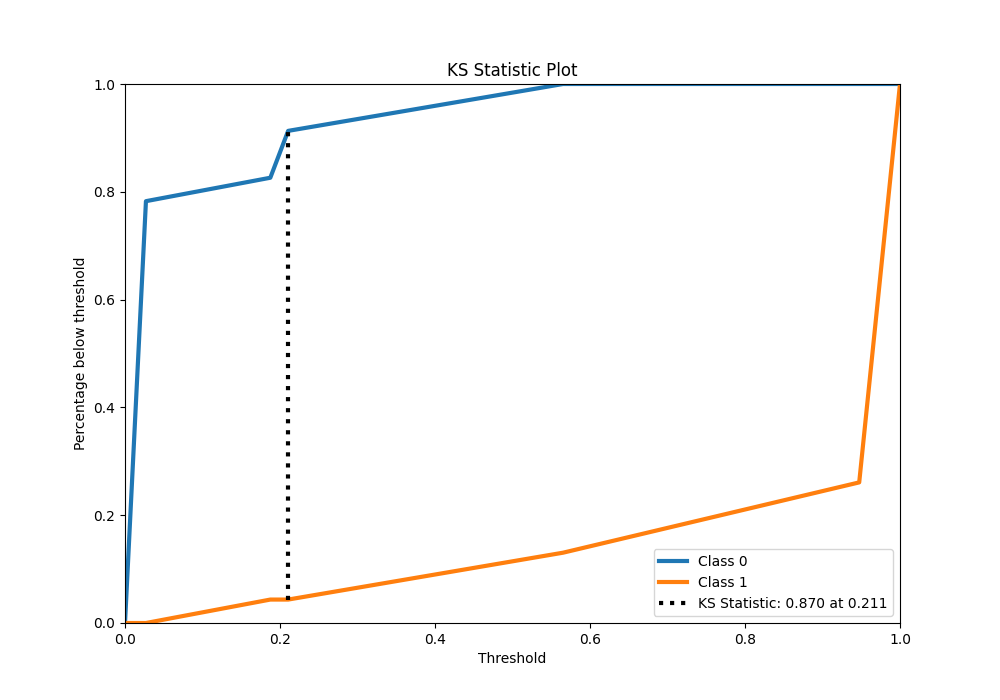 KS Statistic Plot
1.0
0.8
0.6
0.4
0.2
0.0
Percentage below threshold
0.0 0.2 0.4 0.6 0.8 1.0
Threshold
Class 0
Class 1
KS Statistic: 0.870 at 0.211